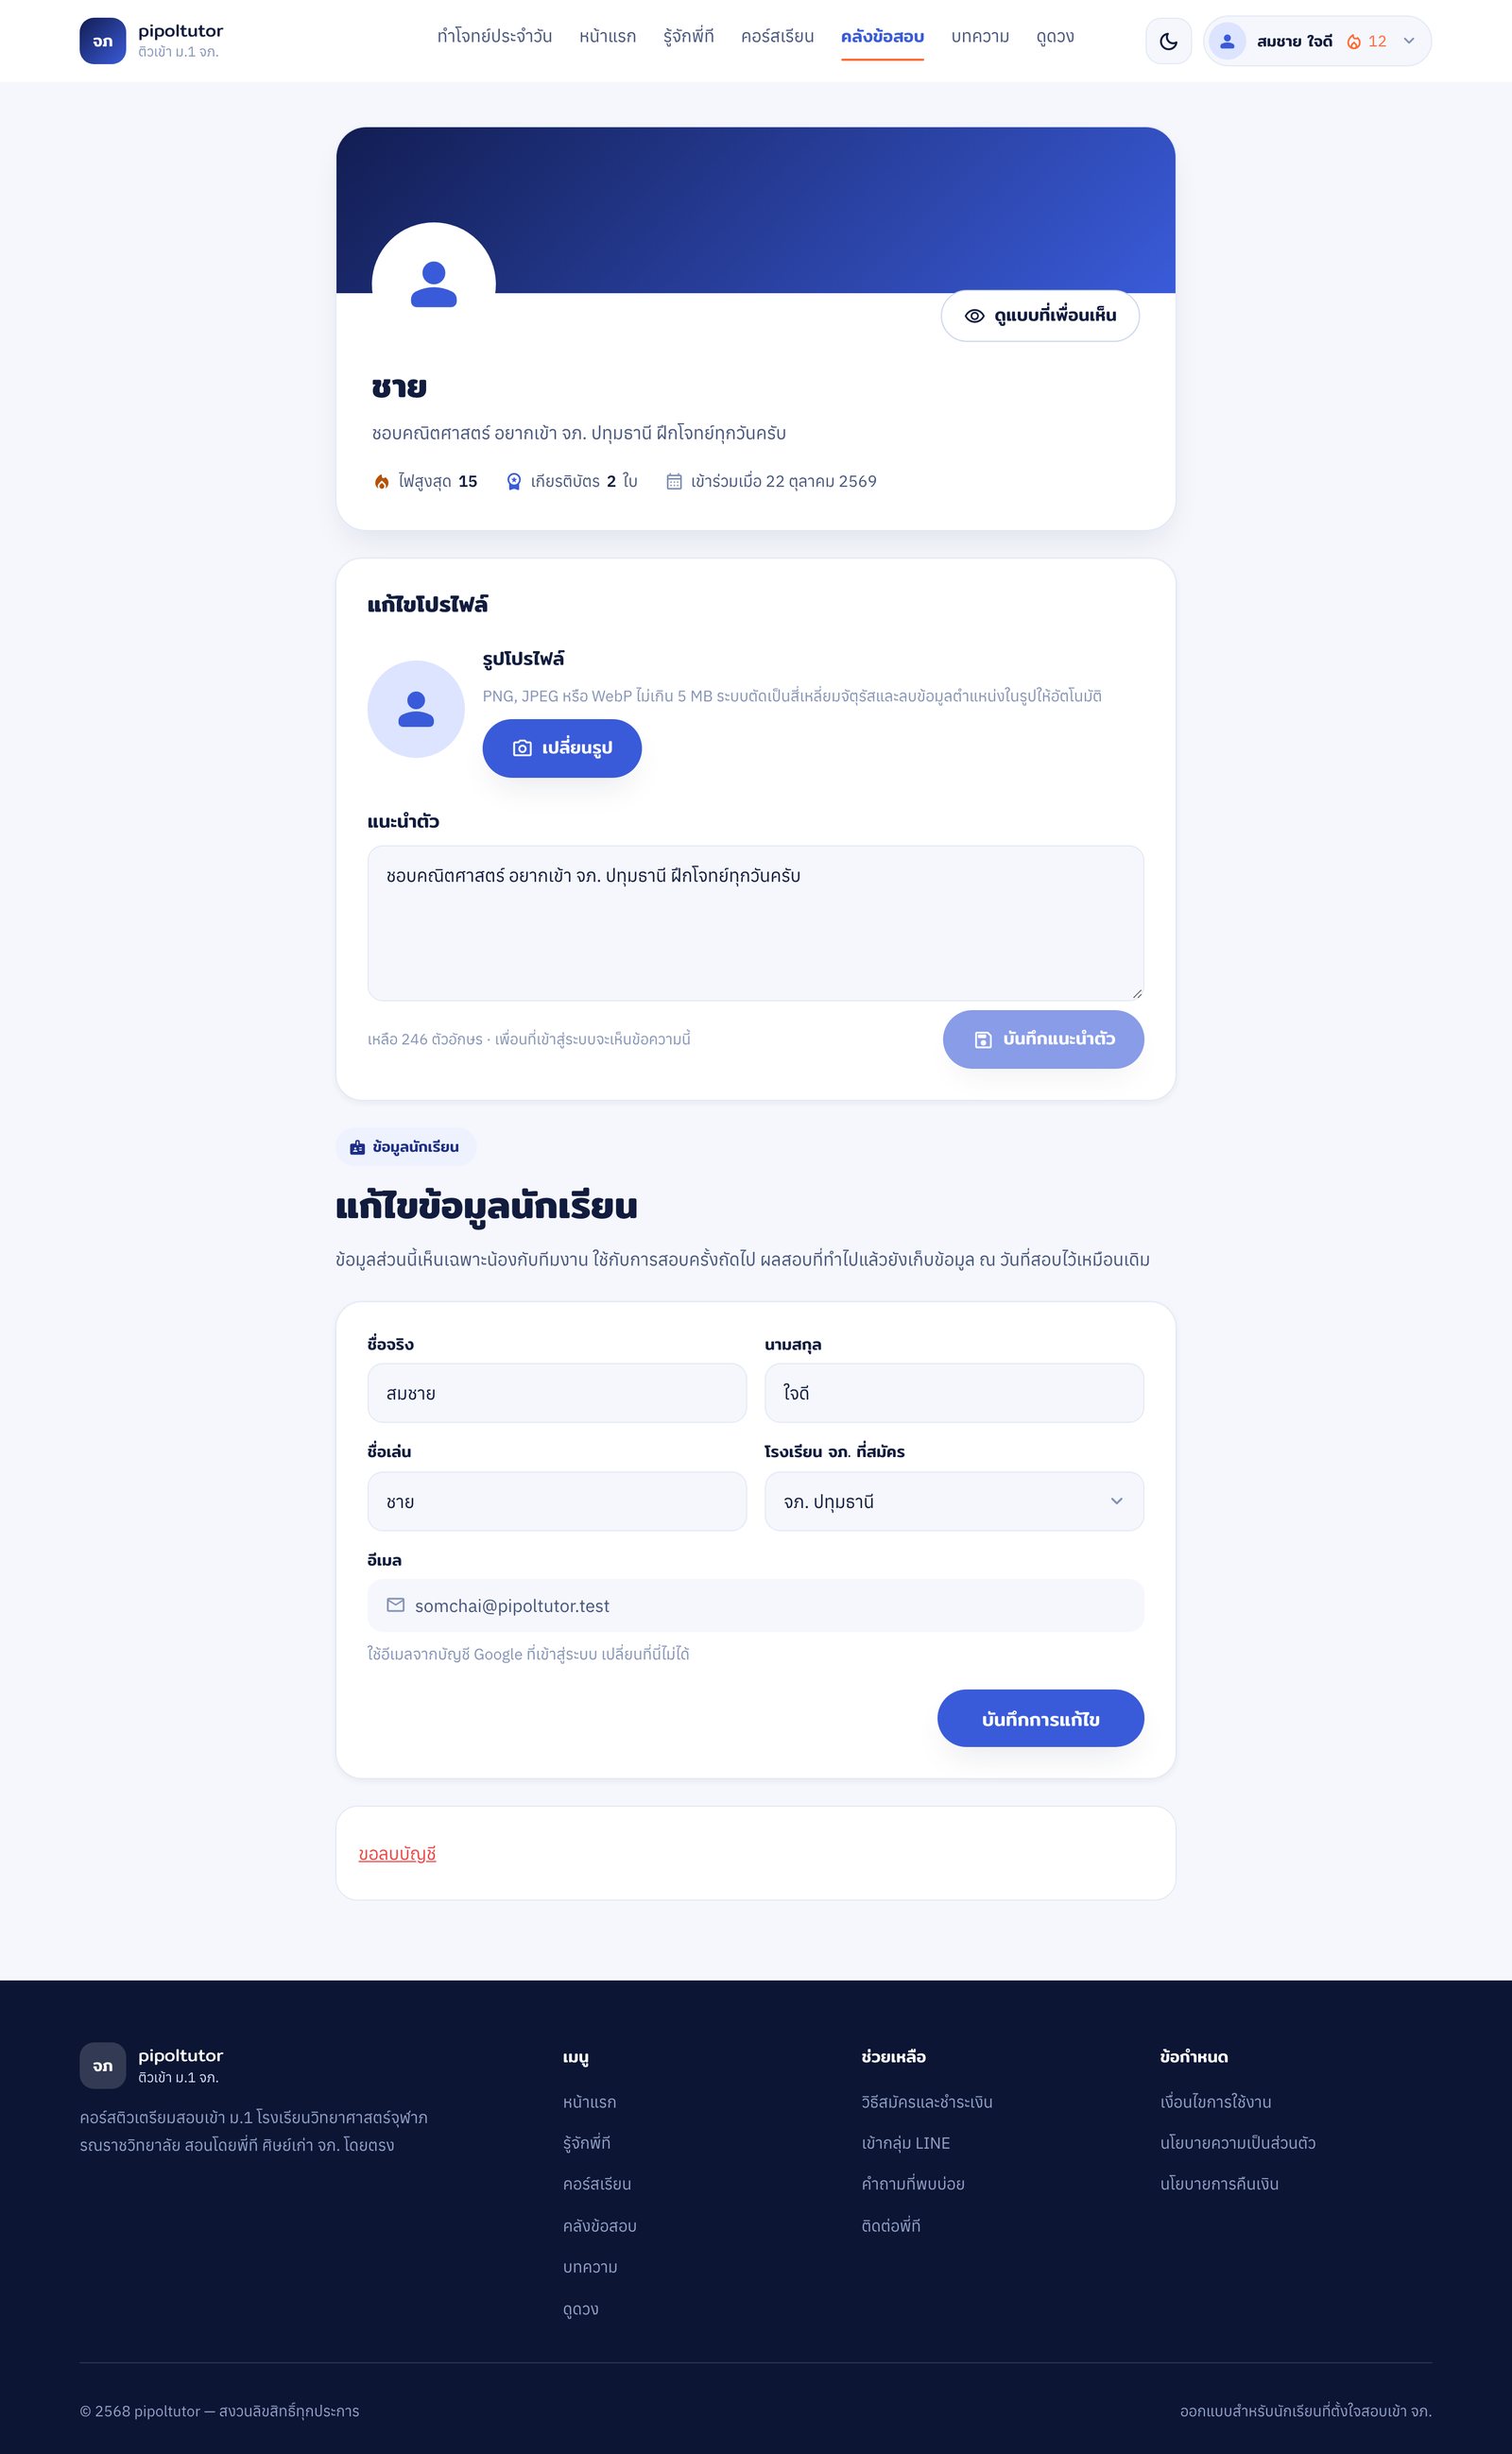 จภ
pipoltutor
ติวเข้า ม.1 จภ.
ทำโจทย์ประจำวัน หน้าแรก รู้จักพี่ที คอร์สเรียน คลังข้อสอบ บทความ ดูดวง
สมชาย ใจดี 12
ดูแบบที่เพื่อนเห็น
ชาย
ชอบคณิตศาสตร์ อยากเข้า จภ. ปทุมธานี ฝึกโจทย์ทุกวันครับ
ไฟสูงสุด 15 เกียรติบัตร 2 ใบ เข้าร่วมเมื่อ 22 ตุลาคม 2569
แก้ไขโปรไฟล์
รูปโปรไฟล์
PNG, JPEG หรือ WebP ไม่เกิน 5 MB ระบบตัดเป็นสี่เหลี่ยมจัตุรัสและลบข้อมูลตำแหน่งในรูปให้อัตโนมัติ
เปลี่ยนรูป
แนะนำตัว
ชอบคณิตศาสตร์ อยากเข้า จภ. ปทุมธานี ฝึกโจทย์ทุกวันครับ
เหลือ 246 ตัวอักษร · เพื่อนที่เข้าสู่ระบบจะเห็นข้อความนี้
บันทึกแนะนำตัว
ข้อมูลนักเรียน
แก้ไขข้อมูลนักเรียน
ข้อมูลส่วนนี้เห็นเฉพาะน้องกับทีมงาน ใช้กับการสอบครั้งถัดไป ผลสอบที่ทำไปแล้วยังเก็บข้อมูล ณ วันที่สอบไว้เหมือนเดิม
ชื่อจริง นามสกุล
สมชาย ใจดี
ชื่อเล่น โรงเรียน จภ. ที่สมัคร
ชาย จภ. ปทุมธานี
อีเมล
somchai@pipoltutor.test
ใช้อีเมลจากบัญชี Google ที่เข้าสู่ระบบ เปลี่ยนที่นี่ไม่ได้
บันทึกการแก้ไข
ขอลบบัญชี
จภ
pipoltutor
ติวเข้า ม.1 จภ.
คอร์สติวเตรียมสอบเข้า ม.1 โรงเรียนวิทยาศาสตร์จุฬาภ
รณราชวิทยาลัย สอนโดยพี่ที ศิษย์เก่า จภ. โดยตรง
เมนู
หน้าแรก
รู้จักพี่ที
คอร์สเรียน
คลังข้อสอบ
บทความ
ดูดวง
ช่วยเหลือ
วิธีสมัครและชำระเงิน
เข้ากลุ่ม LINE
คำถามที่พบบ่อย
ติดต่อพี่ที
ข้อกำหนด
เงื่อนไขการใช้งาน
นโยบายความเป็นส่วนตัว
นโยบายการคืนเงิน
© 2568 pipoltutor — สงวนลิขสิทธิ์ทุกประการ
ออกแบบสำหรับนักเรียนที่ตั้งใจสอบเข้า จภ.